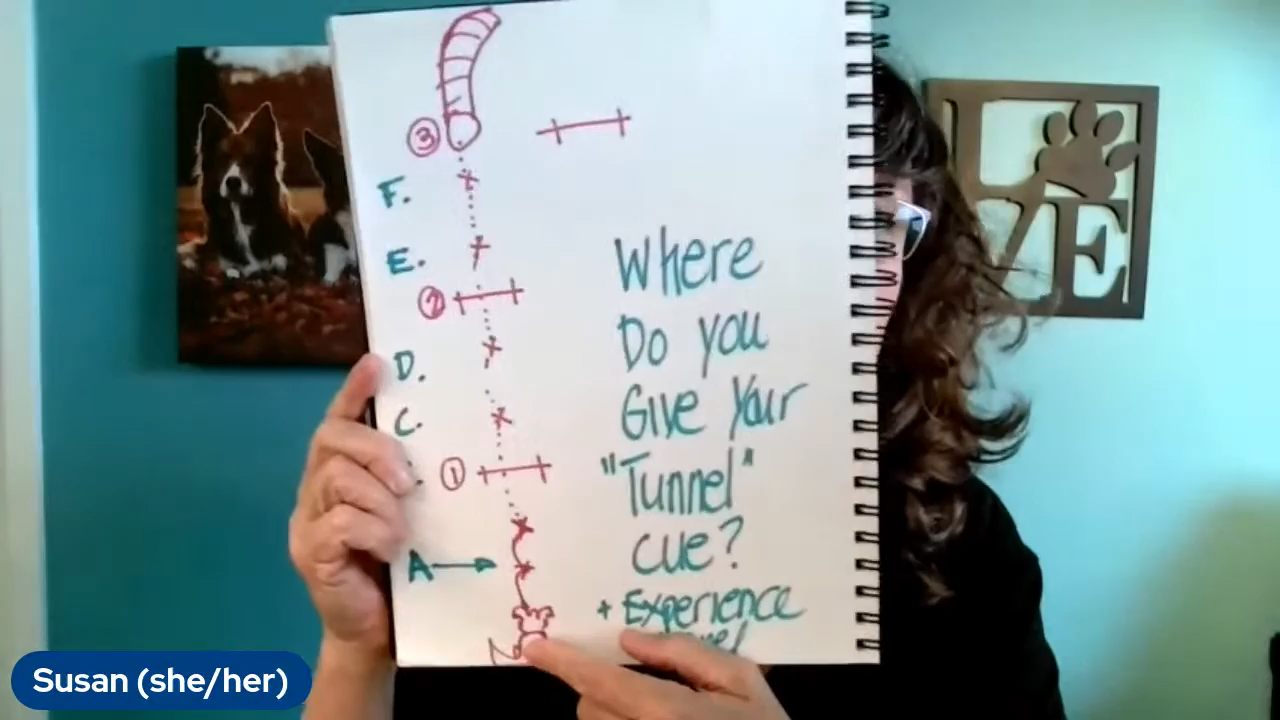 ③
F.
E.
②
D.
C.
①
A
Where
Do you
Give Your
"Tunnel"
cue?
+ Experience
LOVE
Susan (she/her)